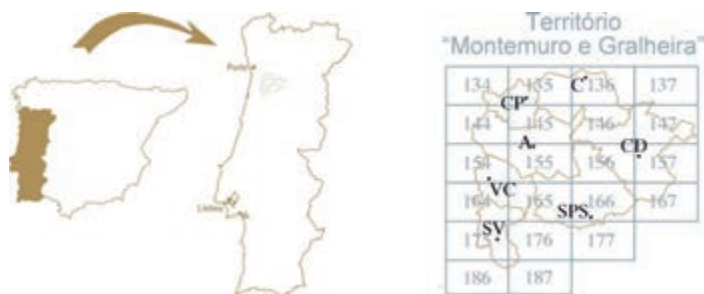 Território
"Montemuro e Gralheira"
Porto
Lisboa
134 135 C 136 137
CP
144 145 146 147
A CD
154 155 156 157
VC
164 165 SPS 166 167
SV
175 176 177
186 187